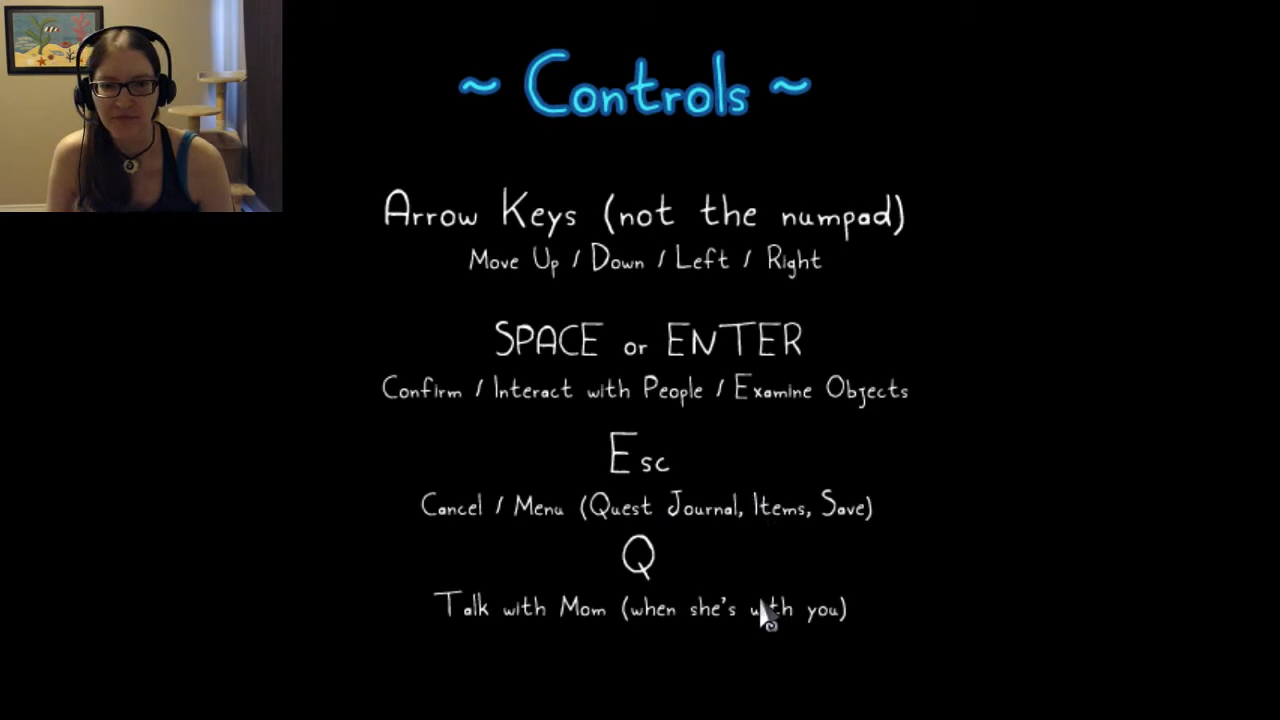 ~ Controls ~
Arrow Keys (not the numpad)
Move Up / Down / Left / Right
SPACE or ENTER
Confirm / Interact with People / Examine Objects
Esc
Cancel / Menu (Quest Journal, Items, Save)
Q
Talk with Mom (when she's with you)